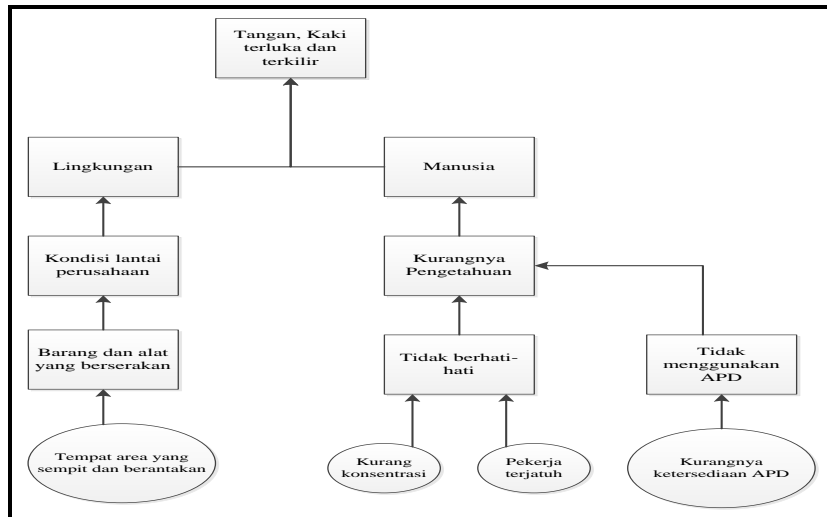 Tangan, Kaki
terluka dan
terkilir
Lingkungan
Manusia
Kondisi lantai
perusahaan
Kurangnya
Pengetahuan
Barang dan alat
yang berserakan
Tidak berhati-
hati
Tidak
menggunakan
APD
Tempat area yang
sempit dan berantakan
Kurang
konsentrasi
Pekerja
terjatuh
Kurangnya
ketersediaan APD